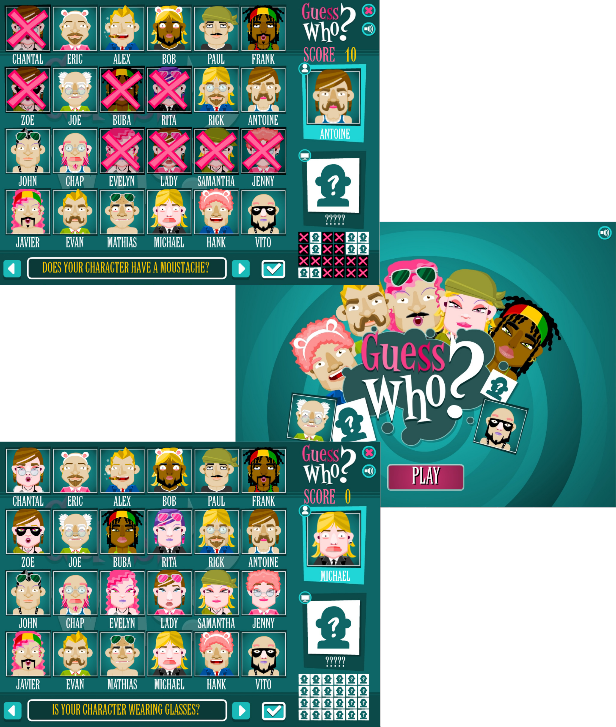 Guess
Who?
SCORE 10
CHANTAL ERIC ALEX BOB PAUL FRANK
ZOE JOE BUBA RITA RICK ANTOINE
ANTOINE
JOHN CHAP EVELYN LADY SAMANTHA JENNY
?
?????
JAVIER EVAN MATHIAS MICHAEL HANK VITO
DOES YOUR CHARACTER HAVE A MOUSTACHE?
Guess
Who?
PLAY
Guess
Who?
SCORE 0
CHANTAL ERIC ALEX BOB PAUL FRANK
ZOE JOE BUBA RITA RICK ANTOINE
MICHAEL
JOHN CHAP EVELYN LADY SAMANTHA JENNY
?
?????
JAVIER EVAN MATHIAS MICHAEL HANK VITO
IS YOUR CHARACTER WEARING GLASSES?